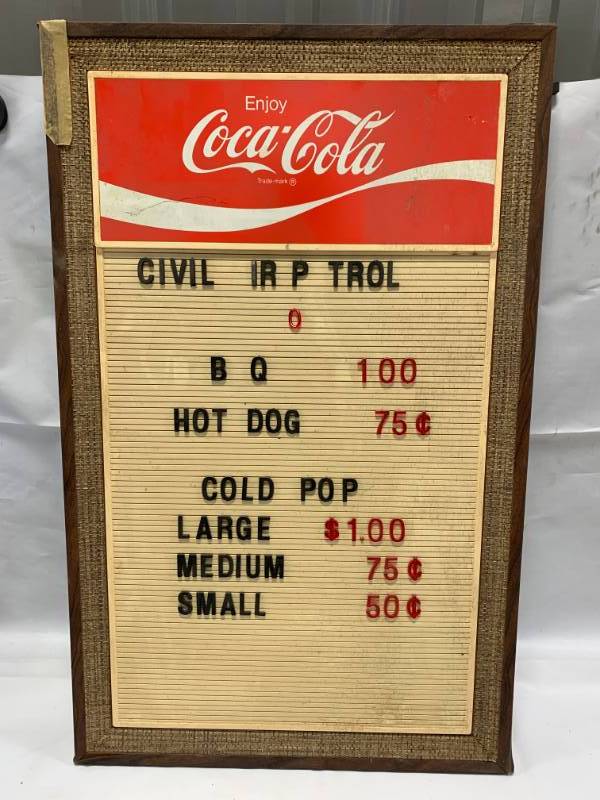 Enjoy
Coca-Cola
Trade-mark ®
CIVIL IR P TROL
0
B Q 100
HOT DOG 75¢
COLD POP
LARGE $1.00
MEDIUM 75¢
SMALL 50¢